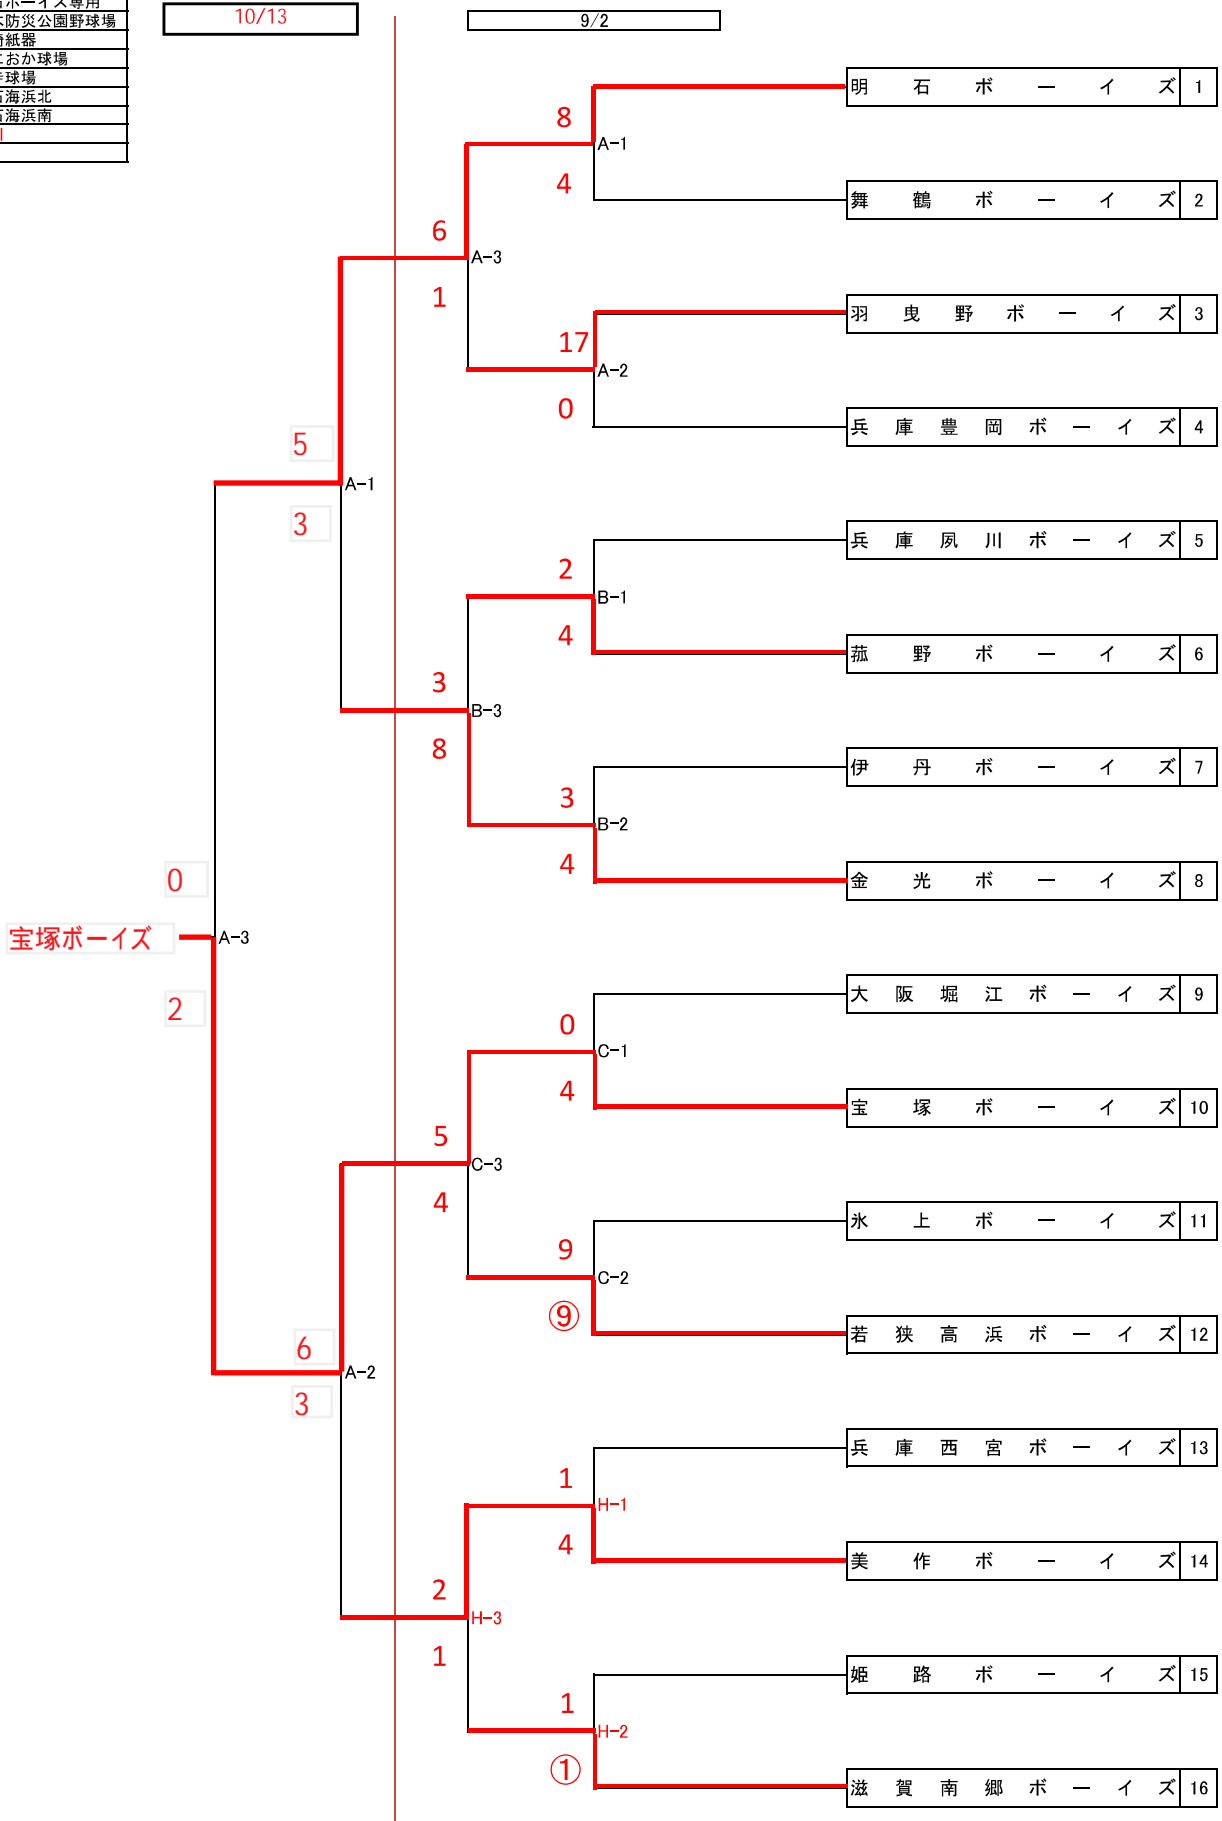 ボーイズ専用
防災公園野球場
紙器
おか球場
球場
海浜北
海浜南
10/13
9/2
明石ボーイズ 1
8
A-1
4
舞鶴ボーイズ 2
6
A-3
1
羽曳野ボーイズ 3
17
A-2
0
兵庫豊岡ボーイズ 4
5
A-1
3
兵庫夙川ボーイズ 5
2
B-1
4
菰野ボーイズ 6
3
B-3
8
伊丹ボーイズ 7
3
B-2
4
金光ボーイズ 8
0
宝塚ボーイズ
A-3
2
大阪堀江ボーイズ 9
0
C-1
4
宝塚ボーイズ 10
5
C-3
4
氷上ボーイズ 11
9
C-2
⑨
若狭高浜ボーイズ 12
6
A-2
3
兵庫西宮ボーイズ 13
1
H-1
4
美作ボーイズ 14
2
H-3
1
姫路ボーイズ 15
1
H-2
①
滋賀南郷ボーイズ 16